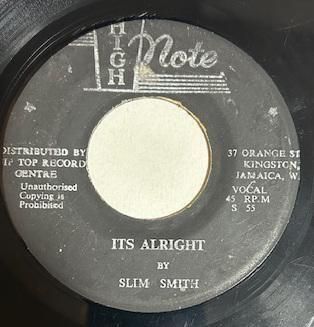 HIGH
Note
DISTRIBUTED BY
TIP TOP RECORD
CENTRE
Unauthorised
Copying is
Prohibited
37 ORANGE ST
KINGSTON,
JAMAICA, W.
VOCAL
45 R.P.M
S 55
ITS ALRIGHT
BY
SLIM SMITH